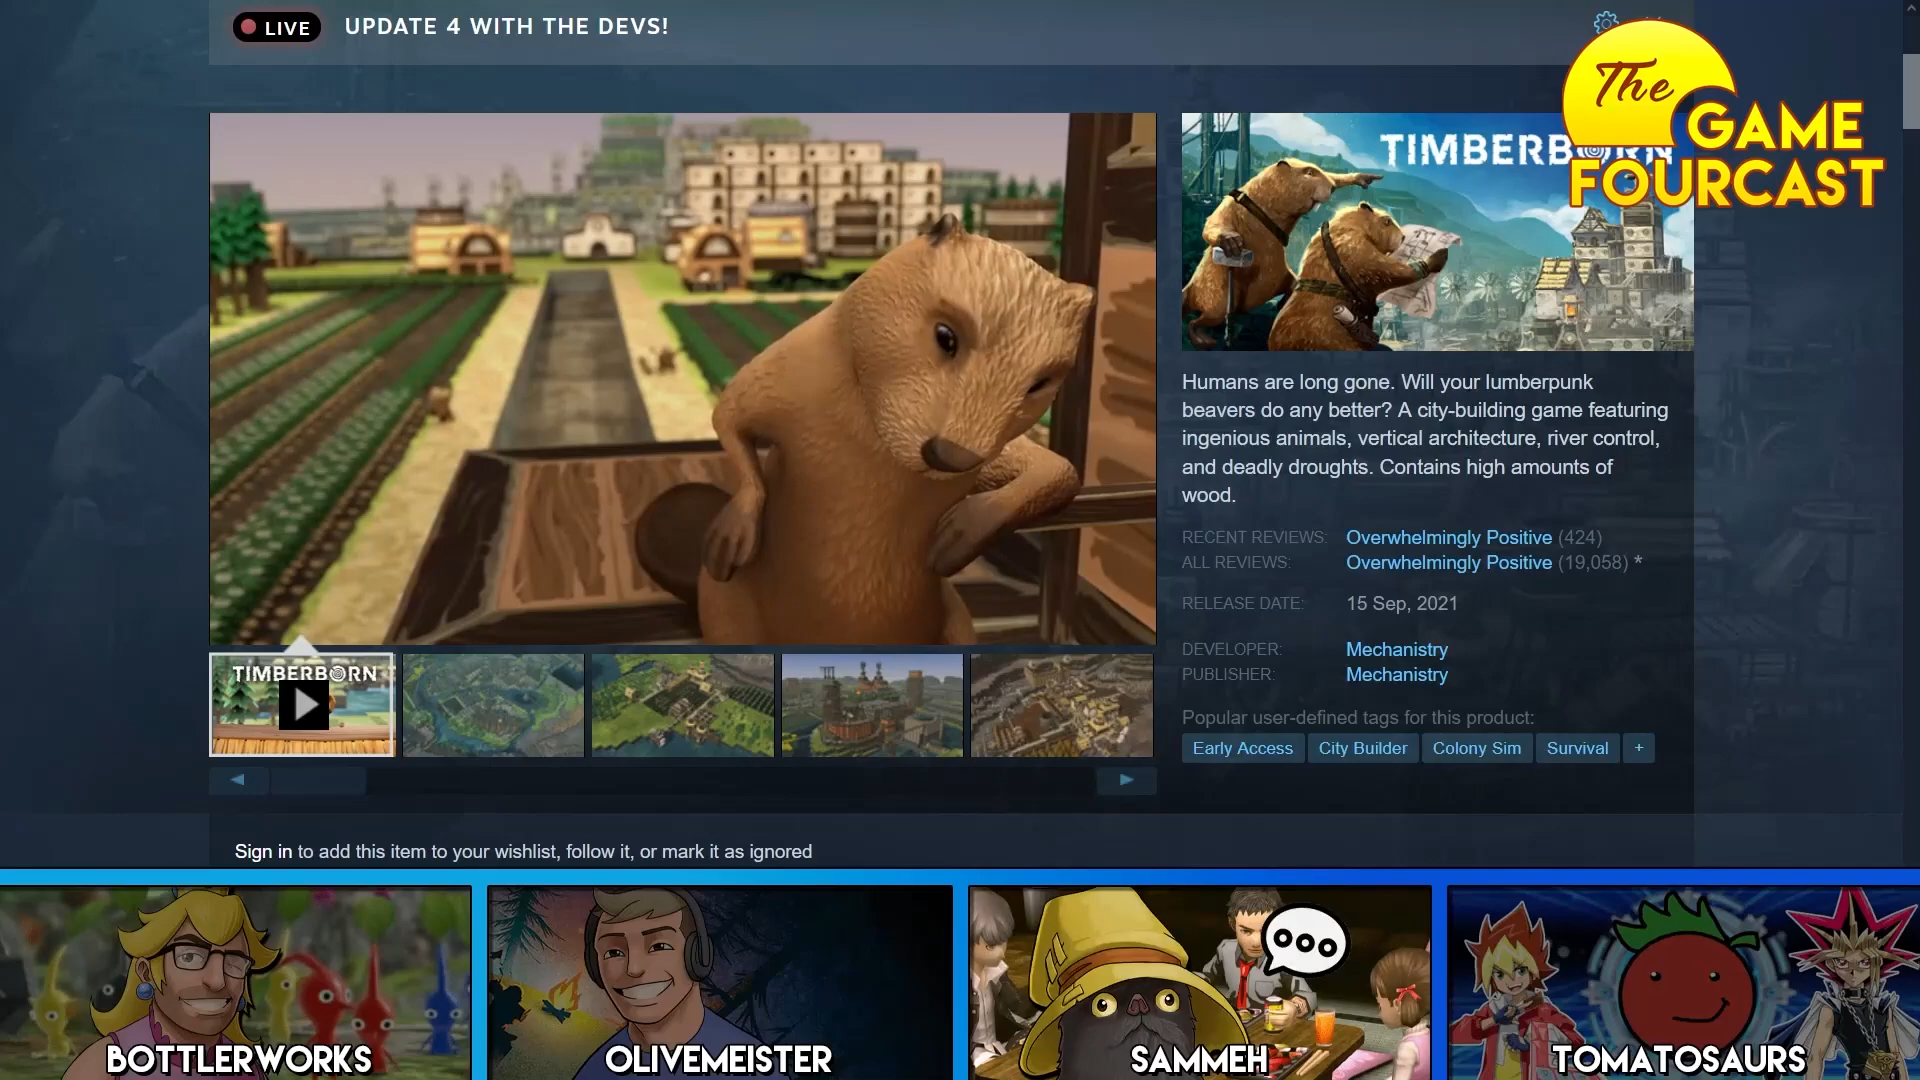 LIVE
UPDATE 4 WITH THE DEVS!
The
GAME
FOURCAST
TIMBERBORN
Humans are long gone. Will your lumberpunk
beavers do any better? A city-building game featuring
ingenious animals, vertical architecture, river control,
and deadly droughts. Contains high amounts of
wood.
RECENT REVIEWS: Overwhelmingly Positive (424)
ALL REVIEWS: Overwhelmingly Positive (19,058) *
RELEASE DATE: 15 Sep, 2021
DEVELOPER: Mechanistry
PUBLISHER: Mechanistry
Popular user-defined tags for this product:
Early Access City Builder Colony Sim Survival +
TIMBERBORN
Sign in to add this item to your wishlist, follow it, or mark it as ignored
BOTTLERWORKS OLIVEMEISTER SAMMEH TOMATOSAURS